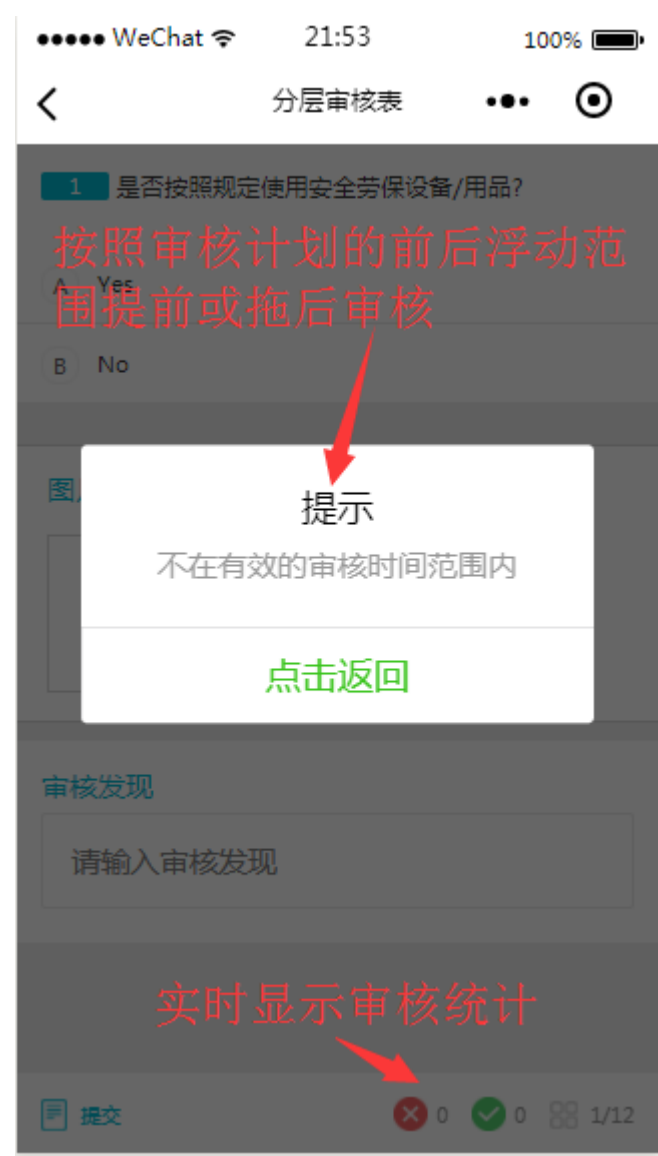 WeChat 21:53 100%
分层审核表
1 是否按照规定使用安全劳保设备/用品?
按照审核计划的前后浮动范
A Yes
围提前或拖后审核
B No
图
提示
不在有效的审核时间范围内
点击返回
审核发现
请输入审核发现
实时显示审核统计
提交 0 0 1/12